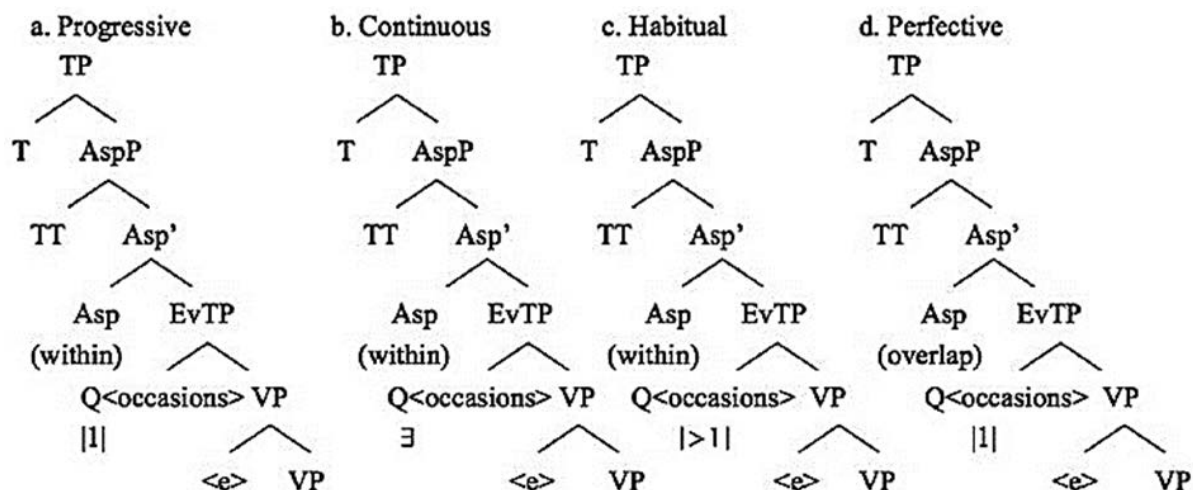 a. Progressive b. Continuous c. Habitual d. Perfective
TP TP TP TP
T AspP T AspP T AspP T AspP
TT Asp’ TT Asp’ TT Asp’ TT Asp’
Asp EvTP Asp EvTP Asp EvTP Asp EvTP
(within) (within) (within) (overlap)
Q<occasions> VP Q<occasions> VP Q<occasions> VP Q<occasions> VP
|1| ∃ |>1| |1|
<e> VP <e> VP <e> VP <e> VP